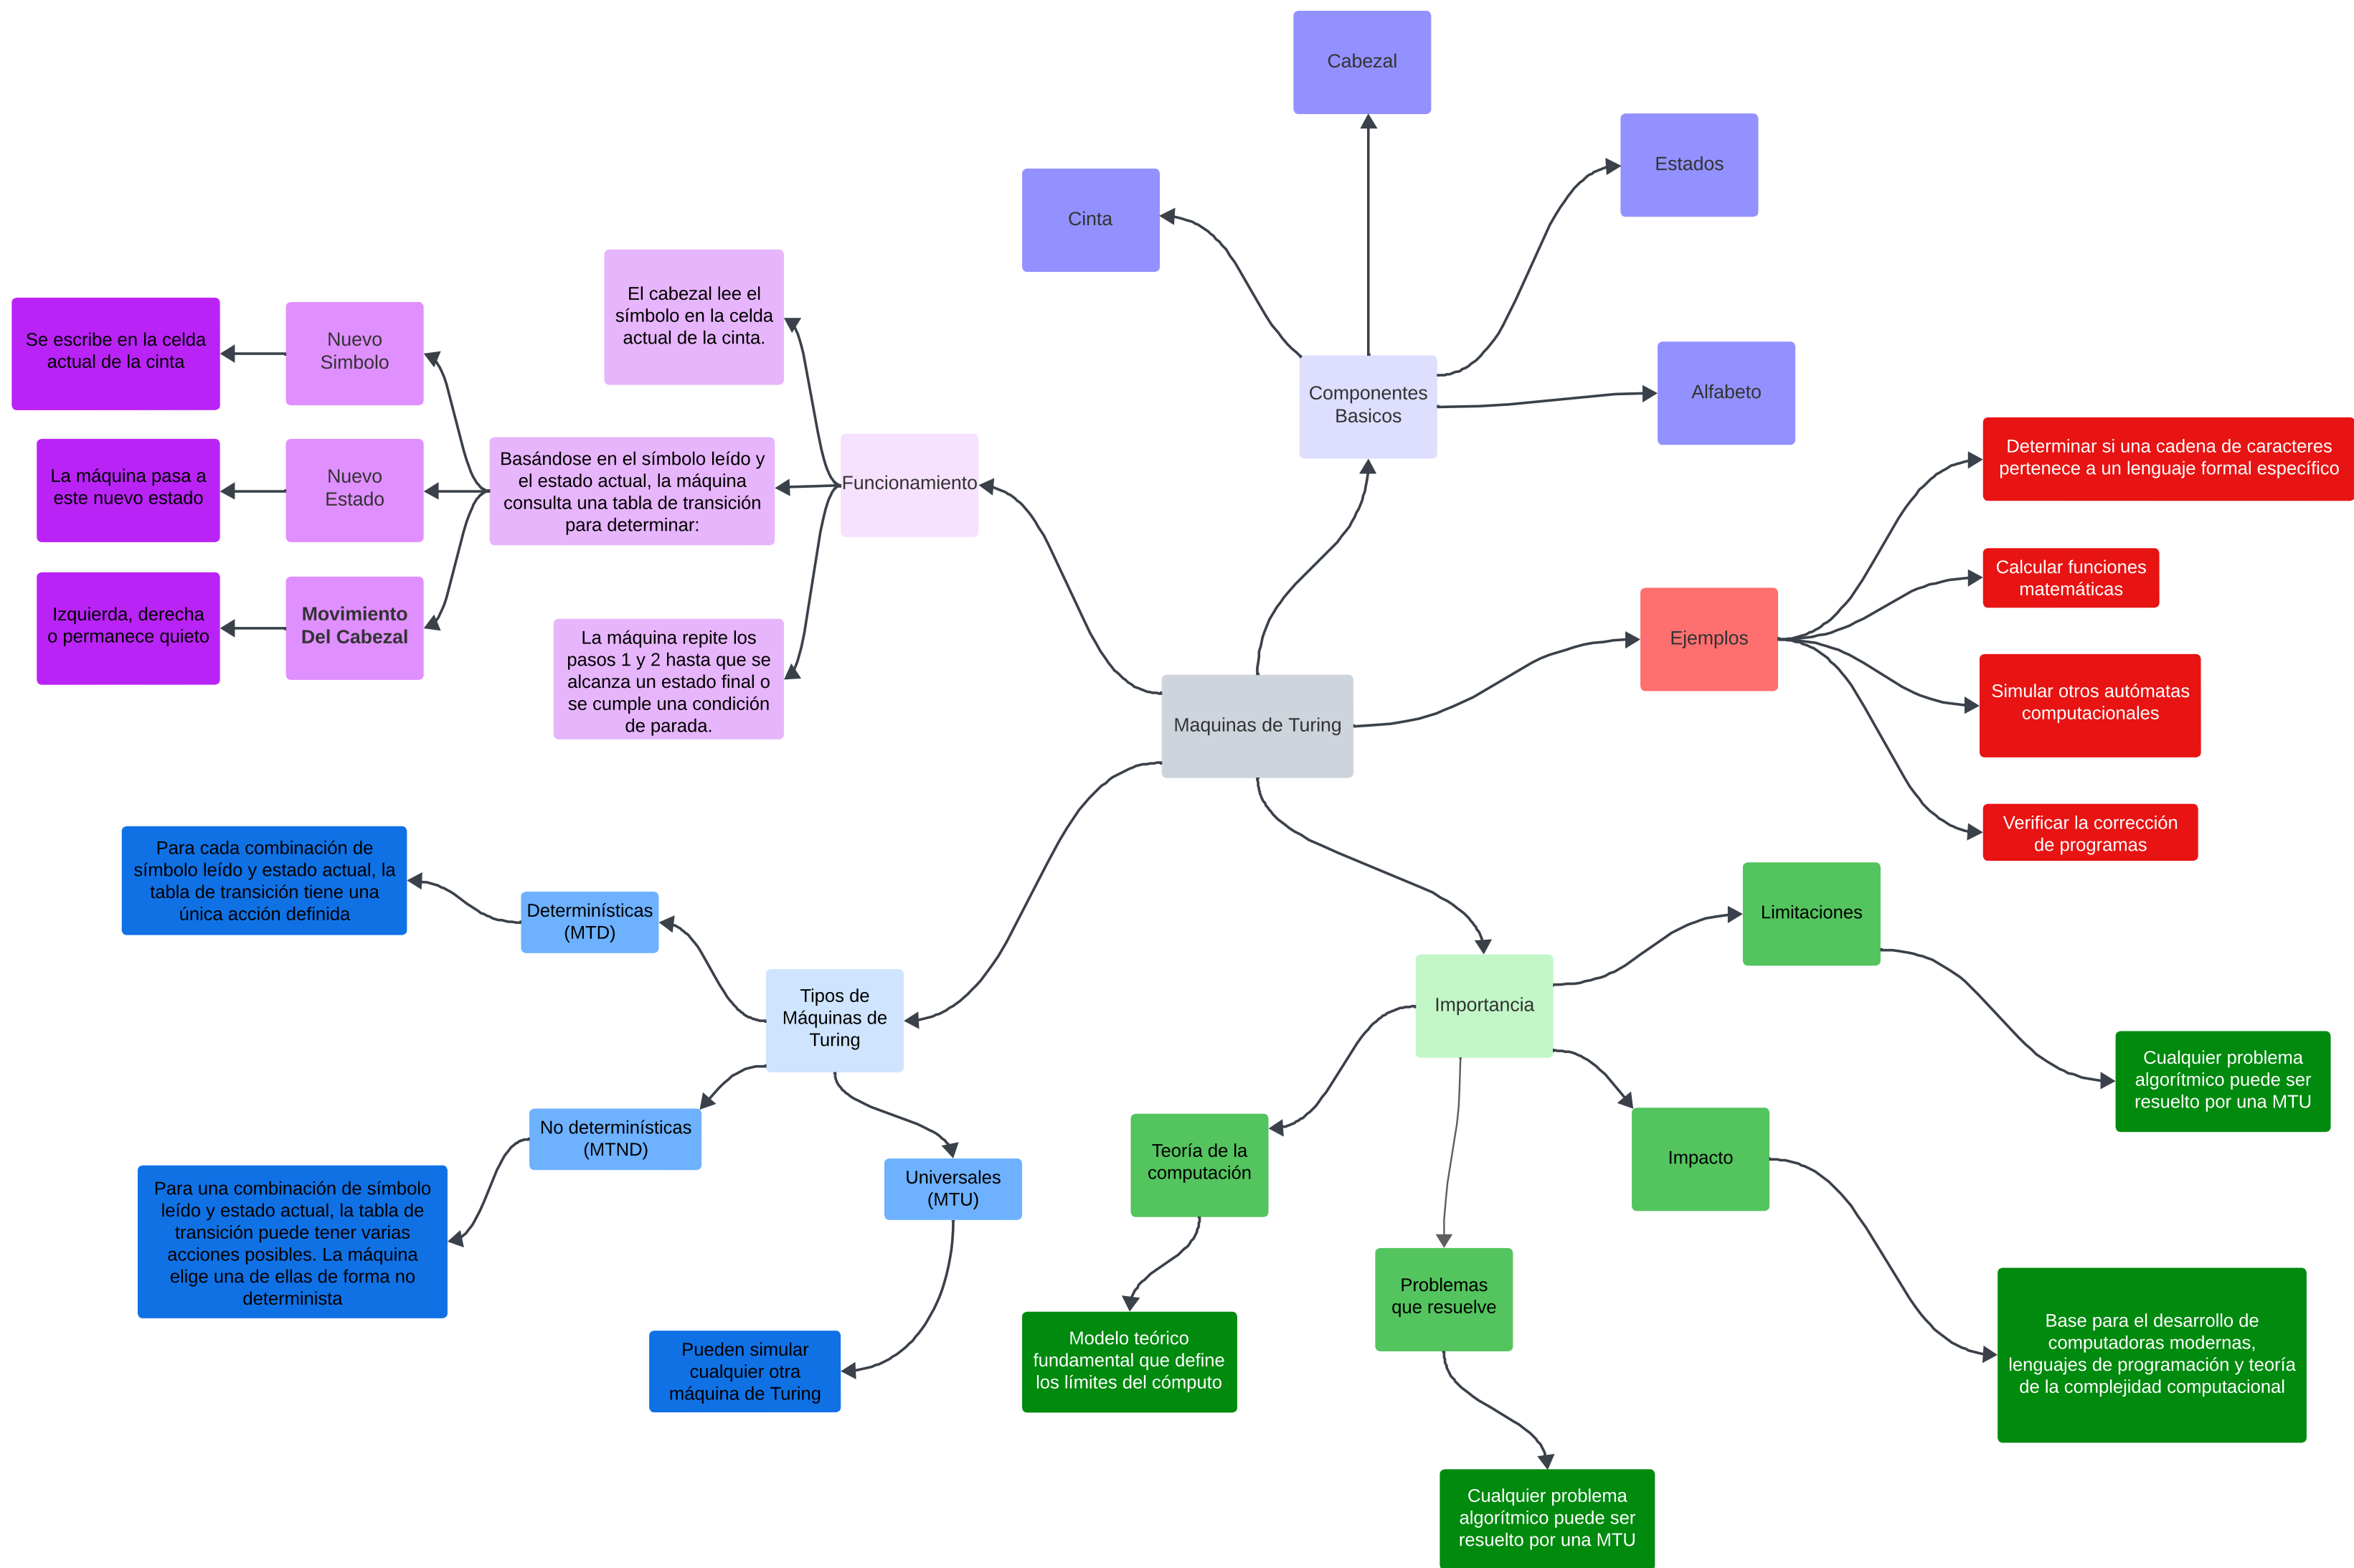 Cabezal
Estados
Cinta
Alfabeto
Componentes
Basicos
El cabezal lee el
símbolo en la celda
actual de la cinta.
Se escribe en la celda
actual de la cinta
Nuevo
Simbolo
La máquina pasa a
este nuevo estado
Nuevo
Estado
Basándose en el símbolo leído y
el estado actual, la máquina
consulta una tabla de transición
para determinar:
Funcionamiento
Izquierda, derecha
o permanece quieto
Movimiento
Del Cabezal
La máquina repite los
pasos 1 y 2 hasta que se
alcanza un estado final o
se cumple una condición
de parada.
Maquinas de Turing
Ejemplos
Determinar si una cadena de caracteres
pertenece a un lenguaje formal específico
Calcular funciones
matemáticas
Simular otros autómatas
computacionales
Verificar la corrección
de programas
Para cada combinación de
símbolo leído y estado actual, la
tabla de transición tiene una
única acción definida
Determinísticas
(MTD)
Tipos de
Máquinas de
Turing
No determinísticas
(MTND)
Universales
(MTU)
Para una combinación de símbolo
leído y estado actual, la tabla de
transición puede tener varias
acciones posibles. La máquina
elige una de ellas de forma no
determinista
Pueden simular
cualquier otra
máquina de Turing
Importancia
Limitaciones
Cualquier problema
algorítmico puede ser
resuelto por una MTU
Teoría de la
computación
Impacto
Problemas
que resuelve
Modelo teórico
fundamental que define
los límites del cómputo
Base para el desarrollo de
computadoras modernas,
lenguajes de programación y teoría
de la complejidad computacional
Cualquier problema
algorítmico puede ser
resuelto por una MTU